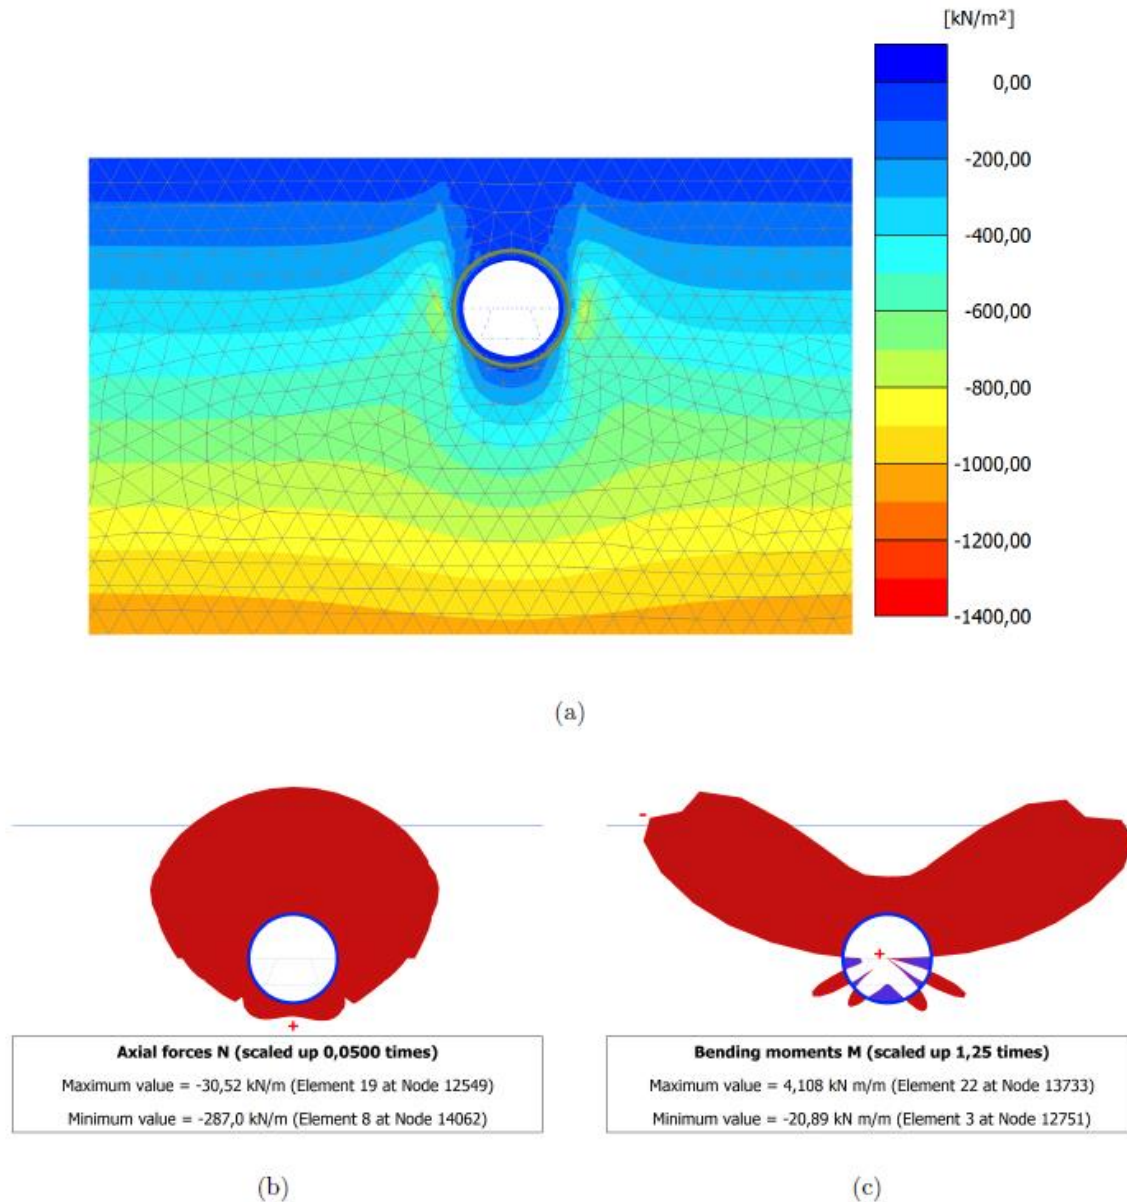 [kN/m²]
0,00
-200,00
-400,00
-600,00
-800,00
-1000,00
-1200,00
-1400,00
(a)
-
+
+
Axial forces N (scaled up 0,0500 times)
Maximum value = -30,52 kN/m (Element 19 at Node 12549)
Minimum value = -287,0 kN/m (Element 8 at Node 14062)
Bending moments M (scaled up 1,25 times)
Maximum value = 4,108 kN m/m (Element 22 at Node 13733)
Minimum value = -20,89 kN m/m (Element 3 at Node 12751)
(b)
(c)